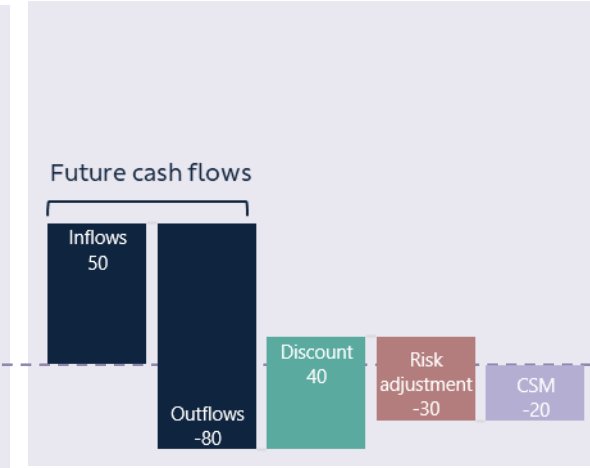 Future cash flows
Inflows
50
Outflows
-80
Discount
40
Risk
adjustment
-30
CSM
-20